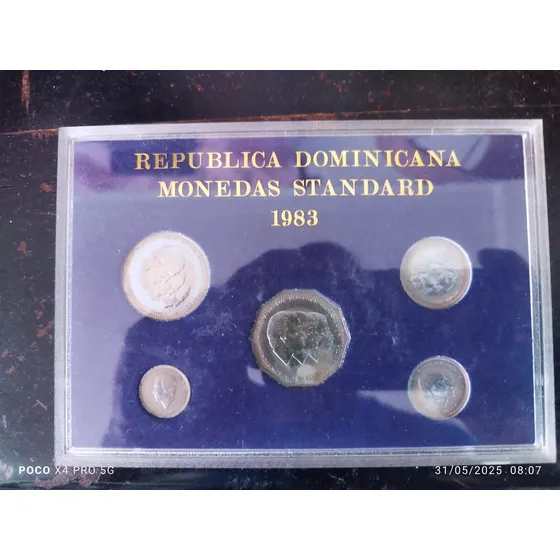 REPUBLICA DOMINICANA
MONEDAS STANDARD
1983
POCO X4 PRO 5G
31/05/2025 08:07